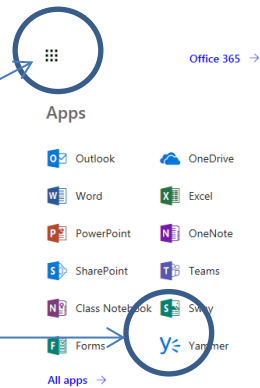 Office 365 →
Apps
Outlook OneDrive
Word Excel
PowerPoint OneNote
SharePoint Teams
Class Notebook Sway
Forms Yammer
All apps →